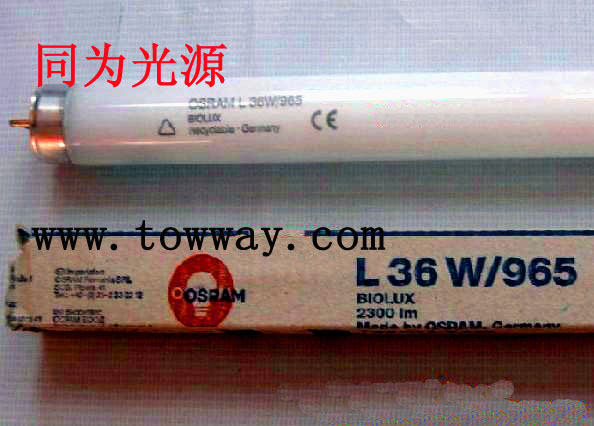 同为光源
OSRAM L 36W/965
BIOLUX
Recyclable · Germany
CE
www.towway.com
OSRAM
L 36 W/965
BIOLUX
2300 lm
Made by OSRAM, Germany